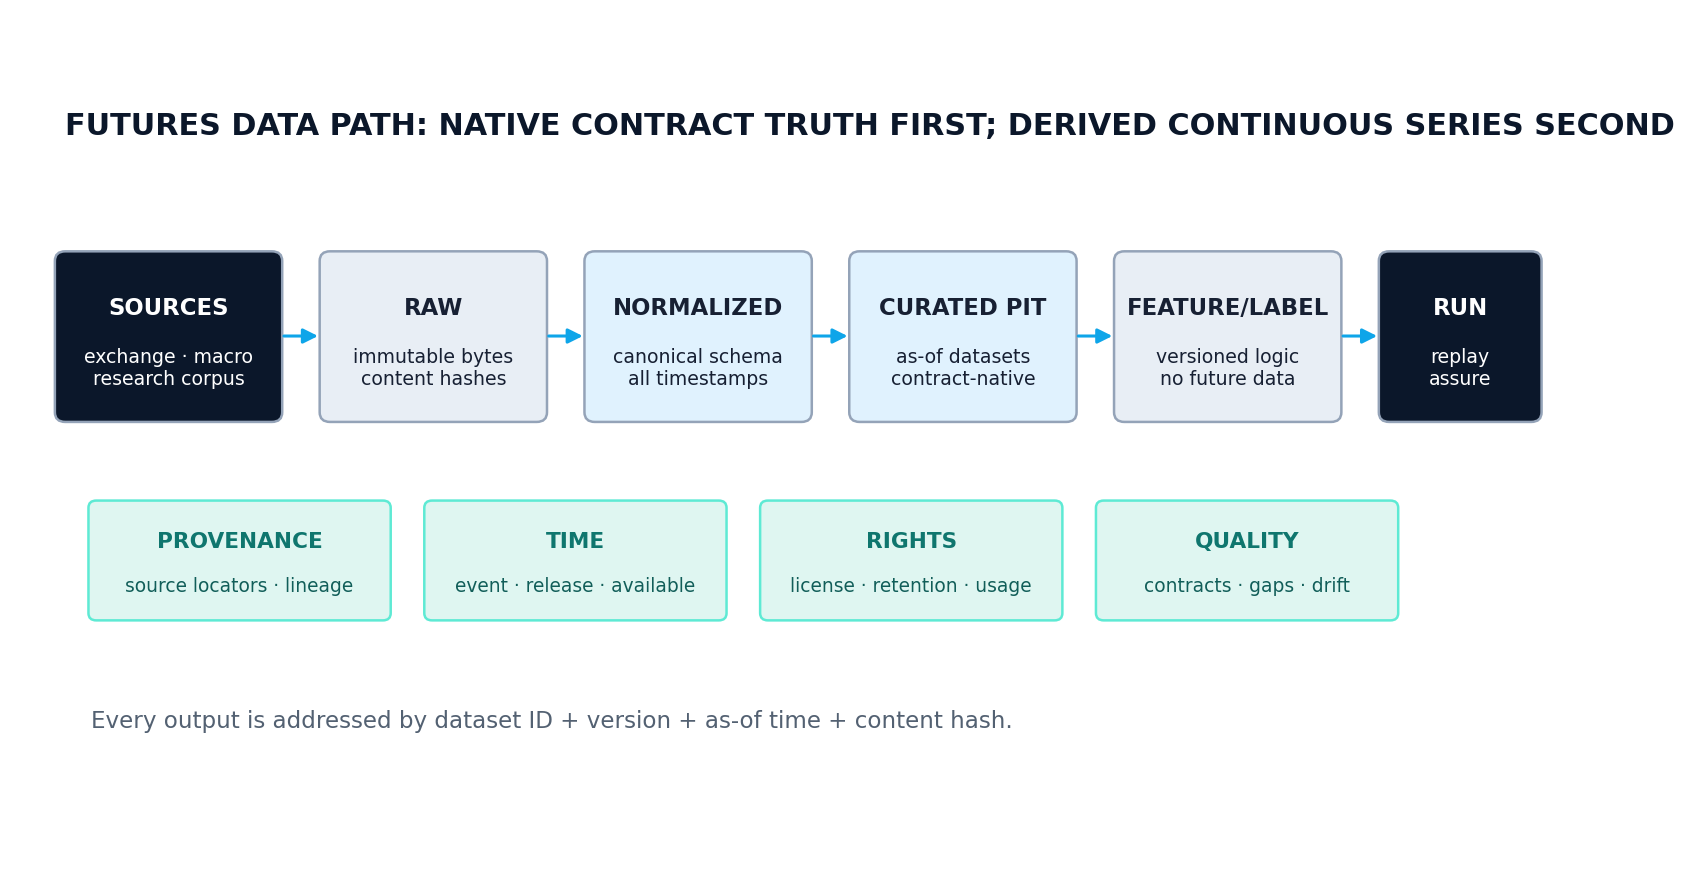 FUTURES DATA PATH: NATIVE CONTRACT TRUTH FIRST; DERIVED CONTINUOUS SERIES SECOND
SOURCES
exchange · macro
research corpus
RAW
immutable bytes
content hashes
NORMALIZED
canonical schema
all timestamps
CURATED PIT
as-of datasets
contract-native
FEATURE/LABEL
versioned logic
no future data
RUN
replay
assure
PROVENANCE
source locators · lineage
TIME
event · release · available
RIGHTS
license · retention · usage
QUALITY
contracts · gaps · drift
Every output is addressed by dataset ID + version + as-of time + content hash.